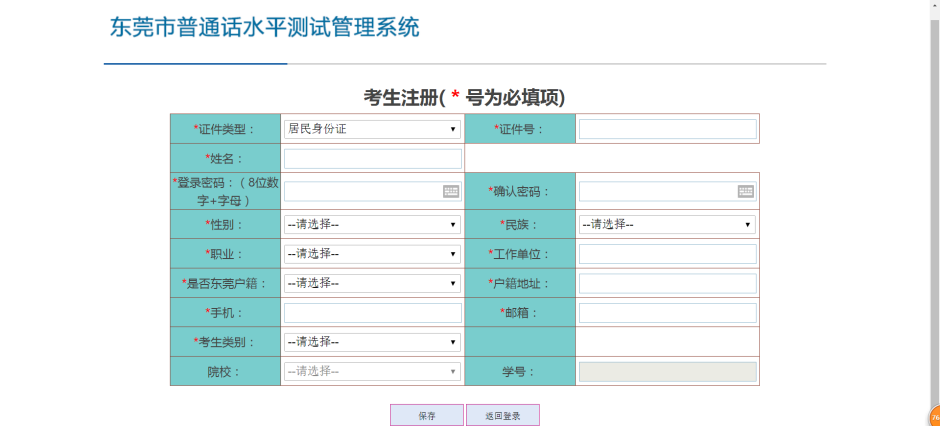 东莞市普通话水平测试管理系统
考生注册( * 号为必填项)
*证件类型： 居民身份证 *证件号：
*姓名：
*登录密码：（8位数
字+字母） *确认密码：
*性别： --请选择-- *民族： --请选择--
*职业： --请选择-- *工作单位：
*是否东莞户籍： --请选择-- *户籍地址：
*手机： *邮箱：
*考生类别： --请选择--
院校： --请选择-- 学号：
保存 返回登录